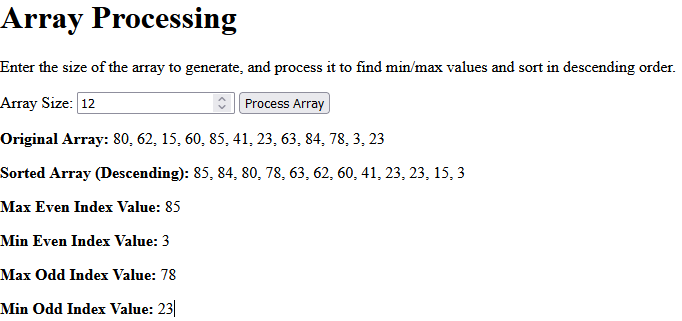 Array Processing
Enter the size of the array to generate, and process it to find min/max values and sort in descending order.
Array Size: 12 Process Array
Original Array: 80, 62, 15, 60, 85, 41, 23, 63, 84, 78, 3, 23
Sorted Array (Descending): 85, 84, 80, 78, 63, 62, 60, 41, 23, 23, 15, 3
Max Even Index Value: 85
Min Even Index Value: 3
Max Odd Index Value: 78
Min Odd Index Value: 23